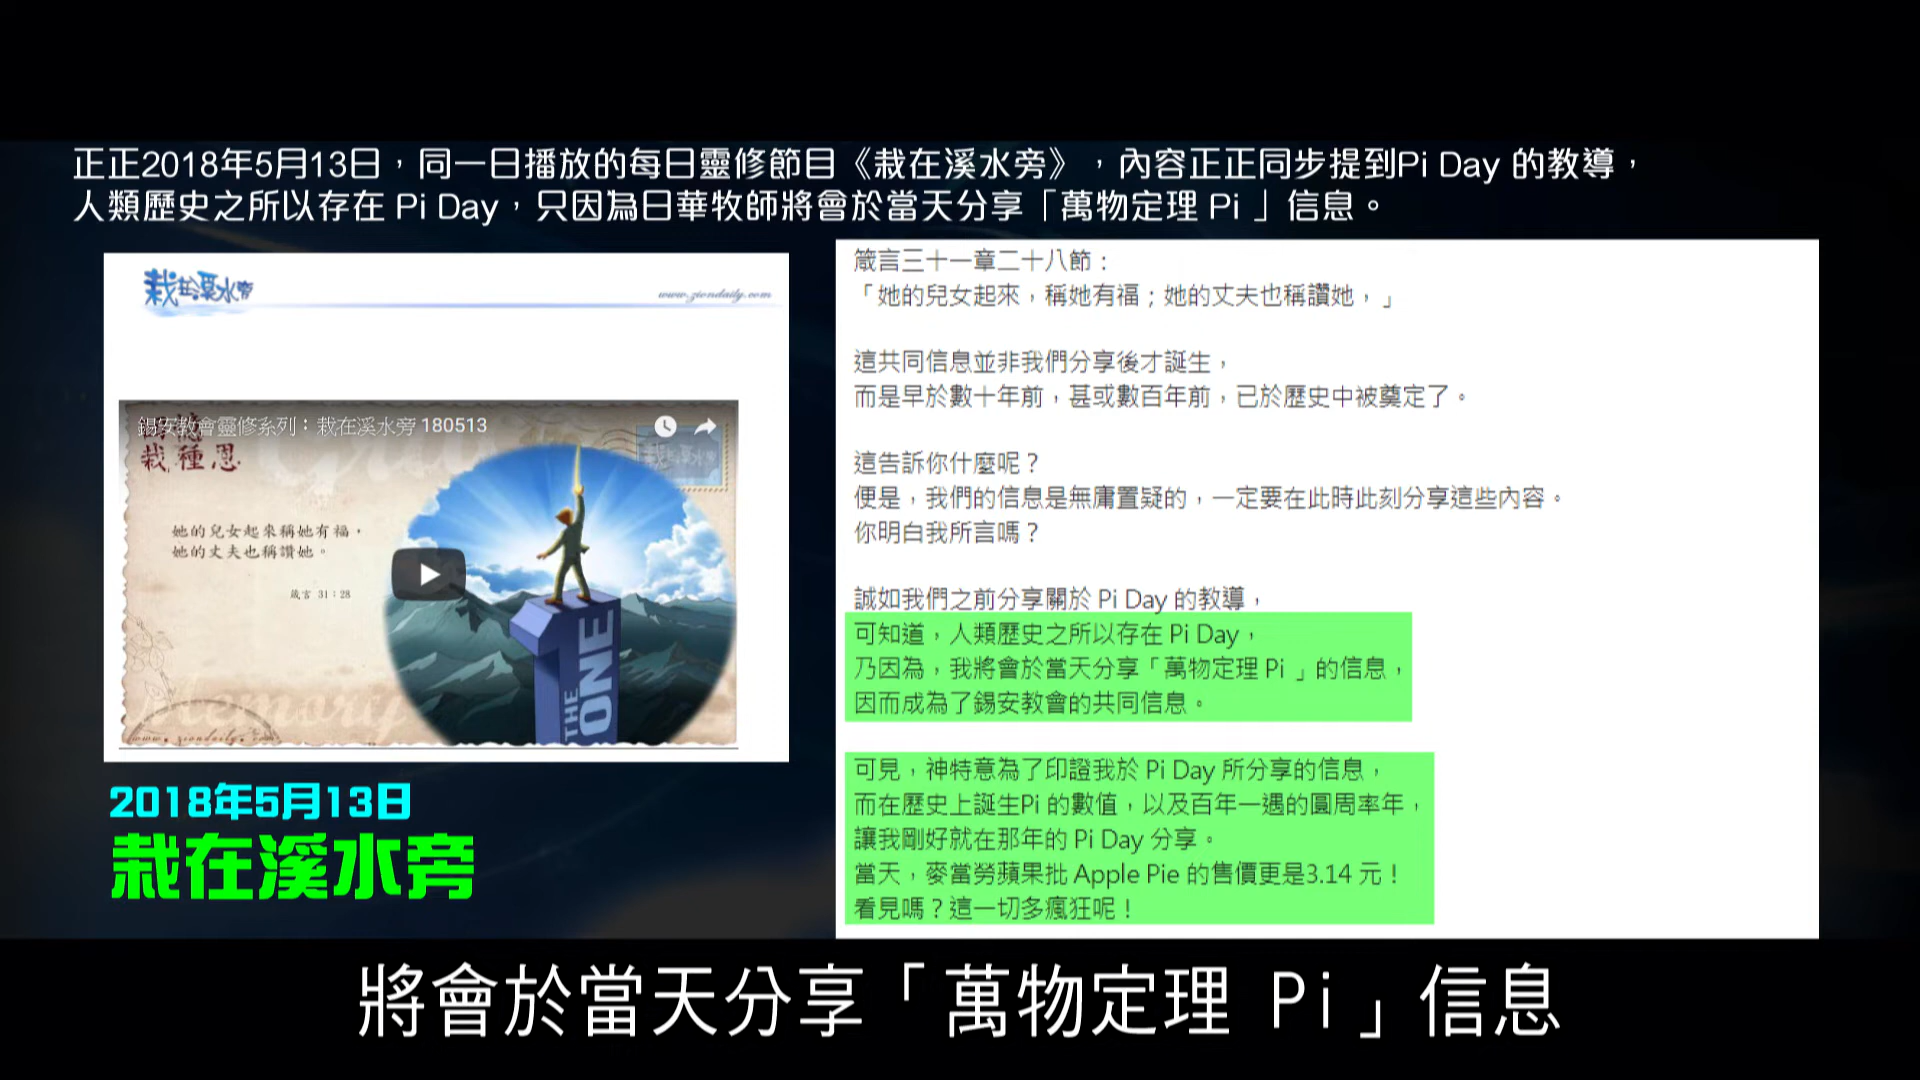 正正2018年5月13日，同一日播放的每日靈修節目《栽在溪水旁》，內容正正同步提到Pi Day 的教導，
人類歷史之所以存在 Pi Day，只因為日華牧師將會於當天分享「萬物定理 Pi 」信息。
栽在溪水旁
www.ziondaily.com
錫安教會靈修系列：栽在溪水旁 180513
栽種恩
她的兒女起來稱她有福，
她的丈夫也稱讚她。
箴言 31：28
THE ONE
Memory
www.ziondaily.com
2018年5月13日
栽在溪水旁
箴言三十一章二十八節：
「她的兒女起來，稱她有福；她的丈夫也稱讚她，」
這共同信息並非我們分享後才誕生，
而是早於數十年前，甚或數百年前，已於歷史中被奠定了。
這告訴你什麼呢？
便是，我們的信息是無庸置疑的，一定要在此時此刻分享這些內容。
你明白我所言嗎？
誠如我們之前分享關於 Pi Day 的教導，
可知道，人類歷史之所以存在 Pi Day，
乃因為，我將會於當天分享「萬物定理 Pi 」的信息，
因而成為了錫安教會的共同信息。
可見，神特意為了印證我於 Pi Day 所分享的信息，
而在歷史上誕生Pi 的數值，以及百年一遇的圓周率年，
讓我剛好就在那年的 Pi Day 分享。
當天，麥當勞蘋果批 Apple Pie 的售價更是3.14 元！
看見嗎？這一切多瘋狂呢！
將會於當天分享「萬物定理 Pi」信息